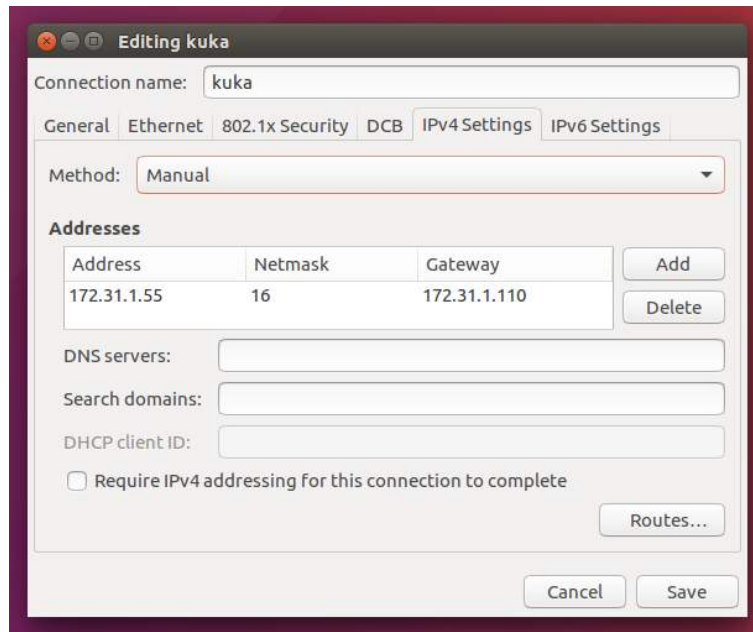 Editing kuka
Connection name: kuka
General Ethernet 802.1x Security DCB IPv4 Settings IPv6 Settings
Method: Manual
Addresses
Address Netmask Gateway Add
172.31.1.55 16 172.31.1.110
Delete
DNS servers:
Search domains:
DHCP client ID:
Require IPv4 addressing for this connection to complete
Routes...
Cancel Save